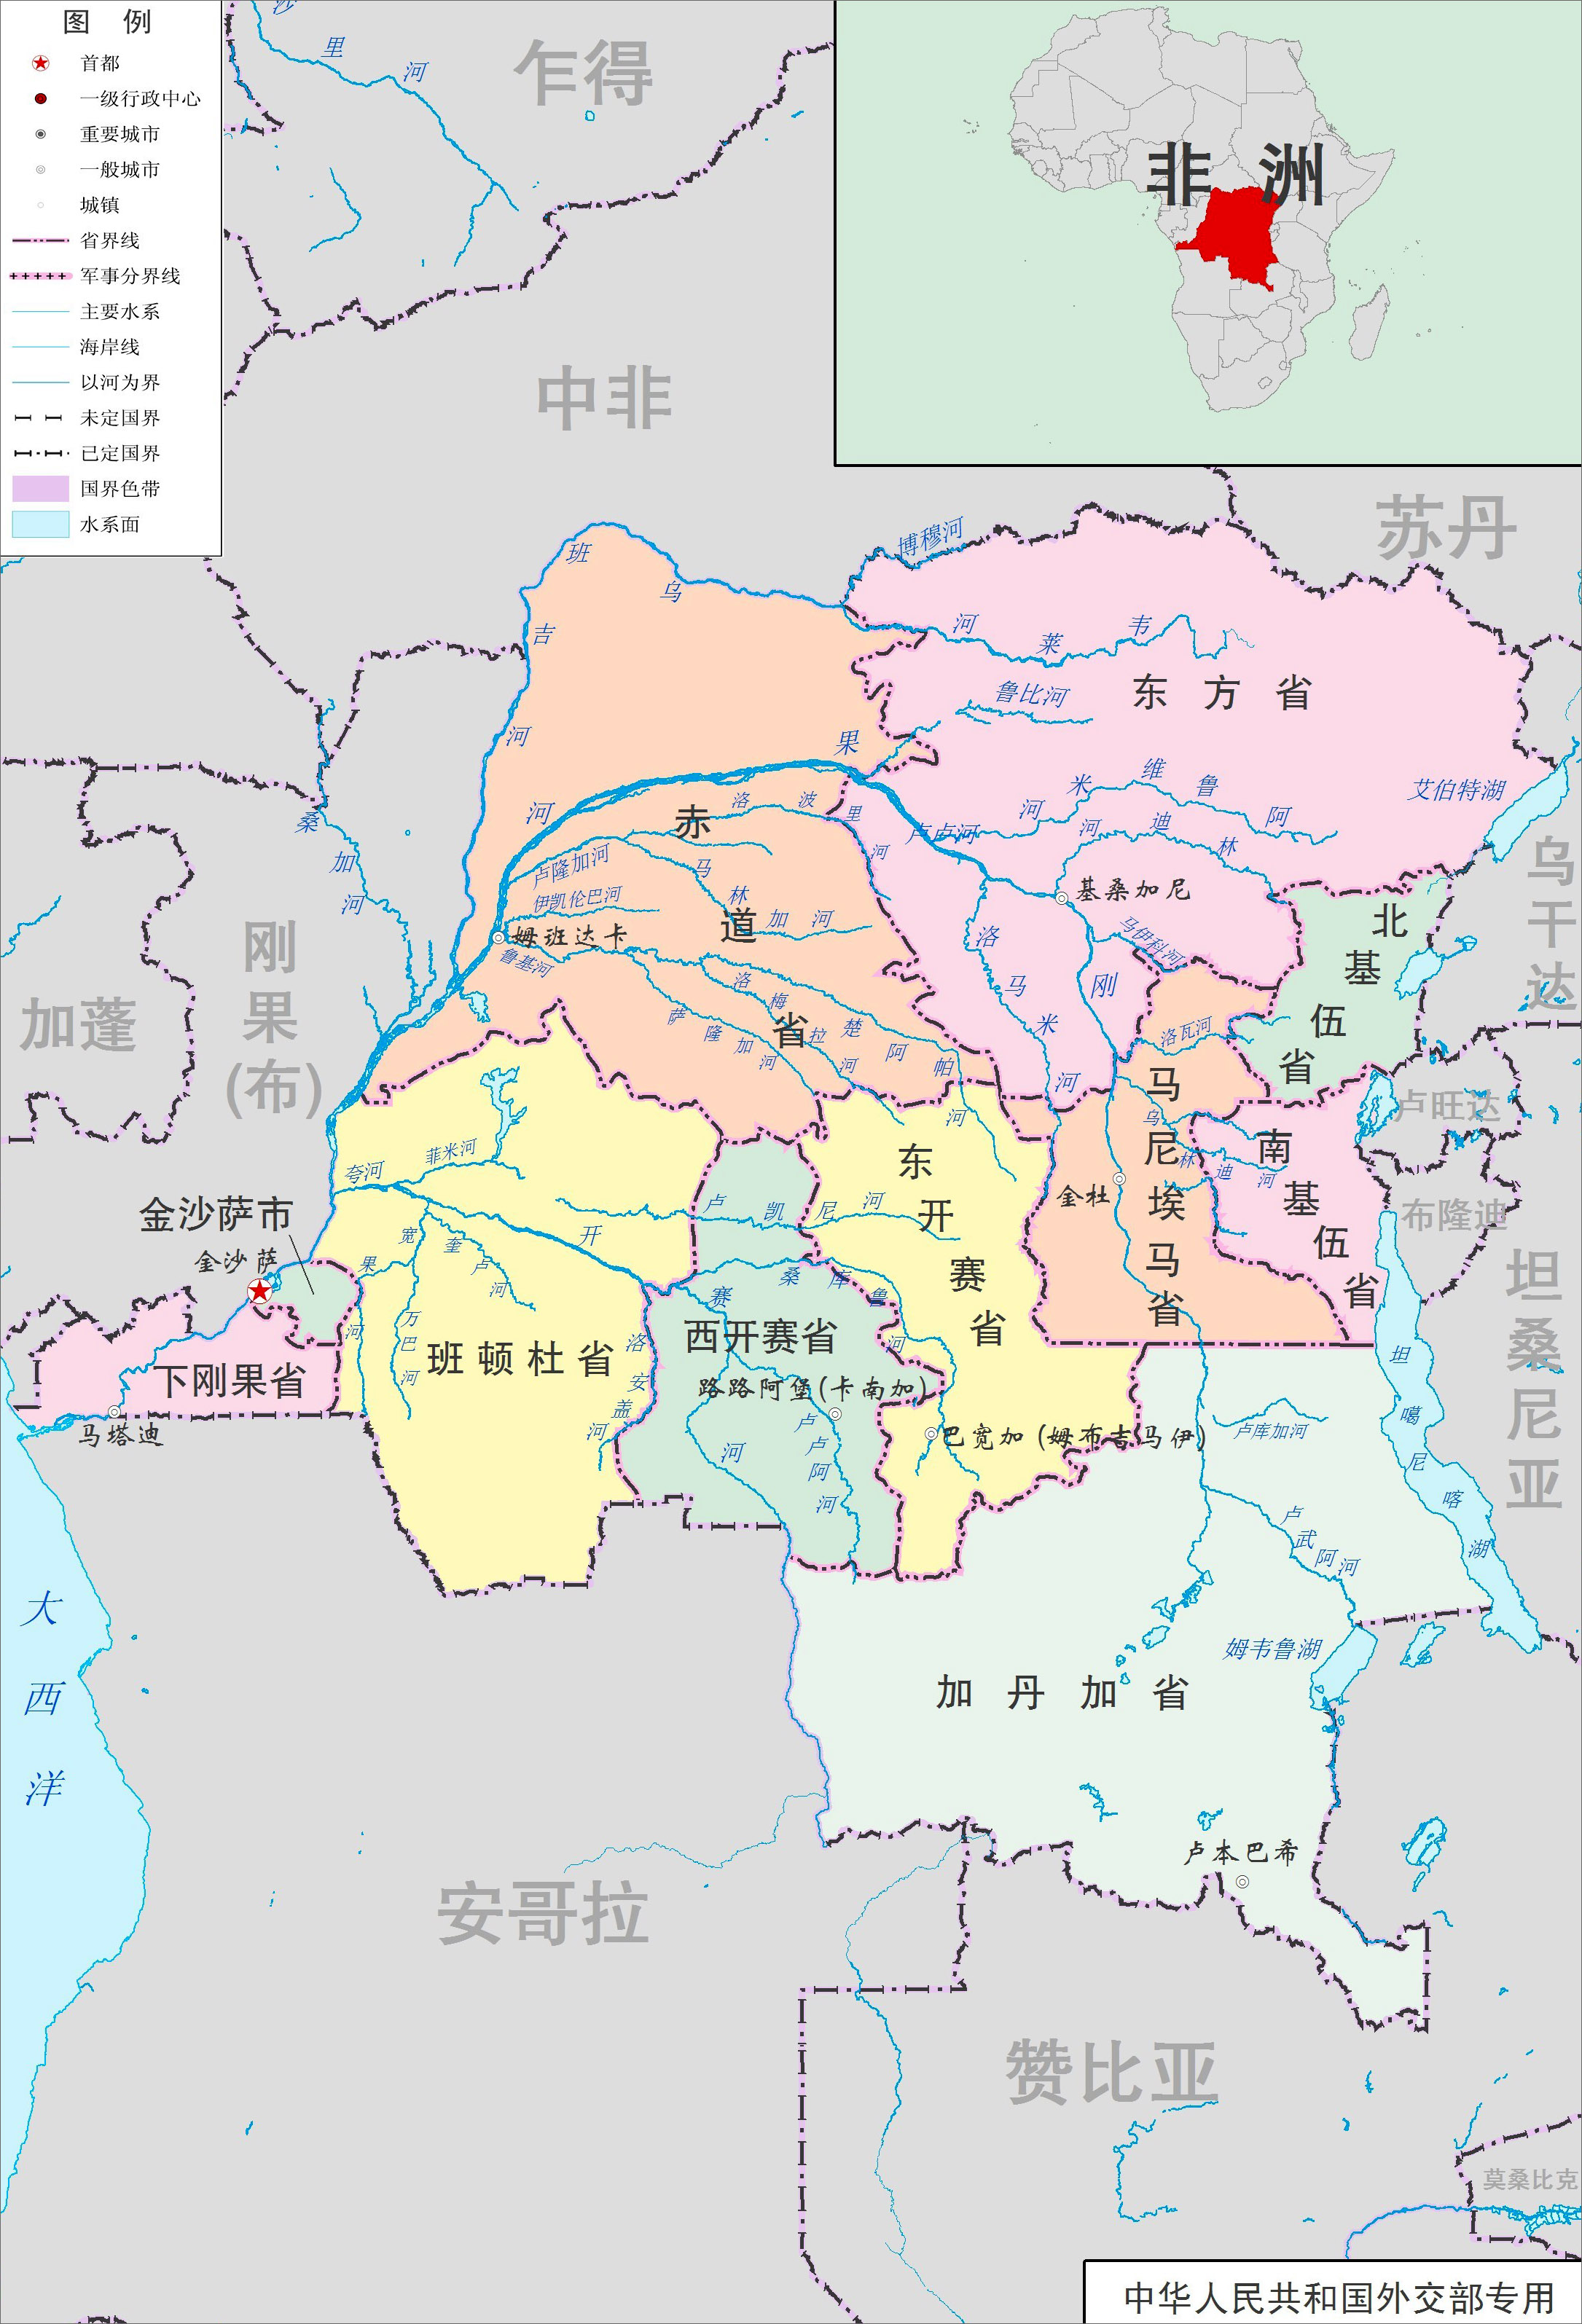 图 例
首都
一级行政中心
重要城市
一般城市
城镇
省界线
军事分界线
主要水系
海岸线
以河为界
未定国界
已定国界
国界色带
水系面
非 洲
沙里河
乍得
中非
苏丹
博穆河
班
乌
吉
河
河 莱 韦
东 方 省
鲁比河
果
河
艾伯特湖
河 米 维 鲁 阿
河 迪 林
洛 波 里 河
赤
道
省
卢卢河
卢隆加河
马 林 加 河
伊凯伦巴河
姆班达卡
鲁基河
基桑加尼
马伊科河
洛 马 米 河
刚
北
基
伍
省
乌干达
桑 加 河
刚果(布)
加蓬
萨 隆 加 河
洛 梅 拉 河
楚 阿 帕 河
洛瓦河
卢旺达
马
尼
埃
马
省
乌 林 迪 河
南
基
伍
省
布隆迪
金杜
东
开
赛
省
菲米河
夸河
卢 凯 尼 河
金沙萨市
金沙萨
宽
果
河
奎 卢 河
开
万 巴 河
赛
河
桑 库 鲁 河
坦桑尼亚
下刚果省
马塔迪
班 顿 杜 省
洛 安 盖 河
西开赛省
路路阿堡(卡南加)
卢 卢 阿 河
巴宽加(姆布吉马伊)
坦 噶 尼 喀 湖
卢库加河
卢 武 阿 河
大 西 洋
姆韦鲁湖
加 丹 加 省
卢本巴希
安哥拉
赞比亚
莫桑比克
中华人民共和国外交部专用